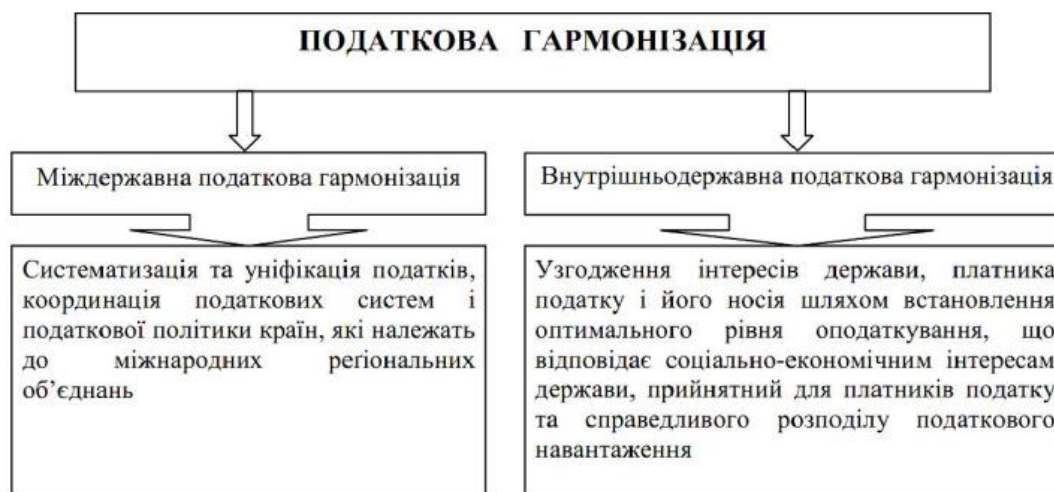 ПОДАТКОВА ГАРМОНІЗАЦІЯ
Міждержавна податкова гармонізація
Систематизація та уніфікація податків,
координація податкових систем і
податкової політики країн, які належать
до міжнародних регіональних
об’єднань
Внутрішньодержавна податкова гармонізація
Узгодження інтересів держави, платника
податку і його носія шляхом встановлення
оптимального рівня оподаткування, що
відповідає соціально-економічним інтересам
держави, прийнятний для платників податку
та справедливого розподілу податкового
навантаження